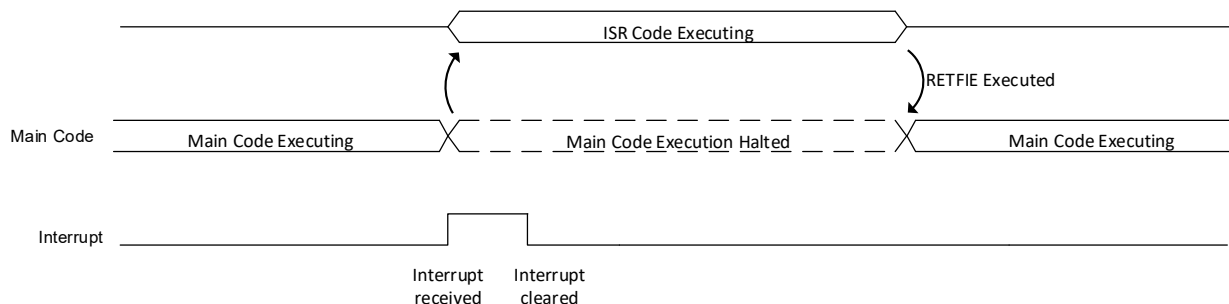 ISR Code Executing
RETFIE Executed
Main Code
Main Code Executing
Main Code Execution Halted
Main Code Executing
Interrupt
Interrupt
received
Interrupt
cleared